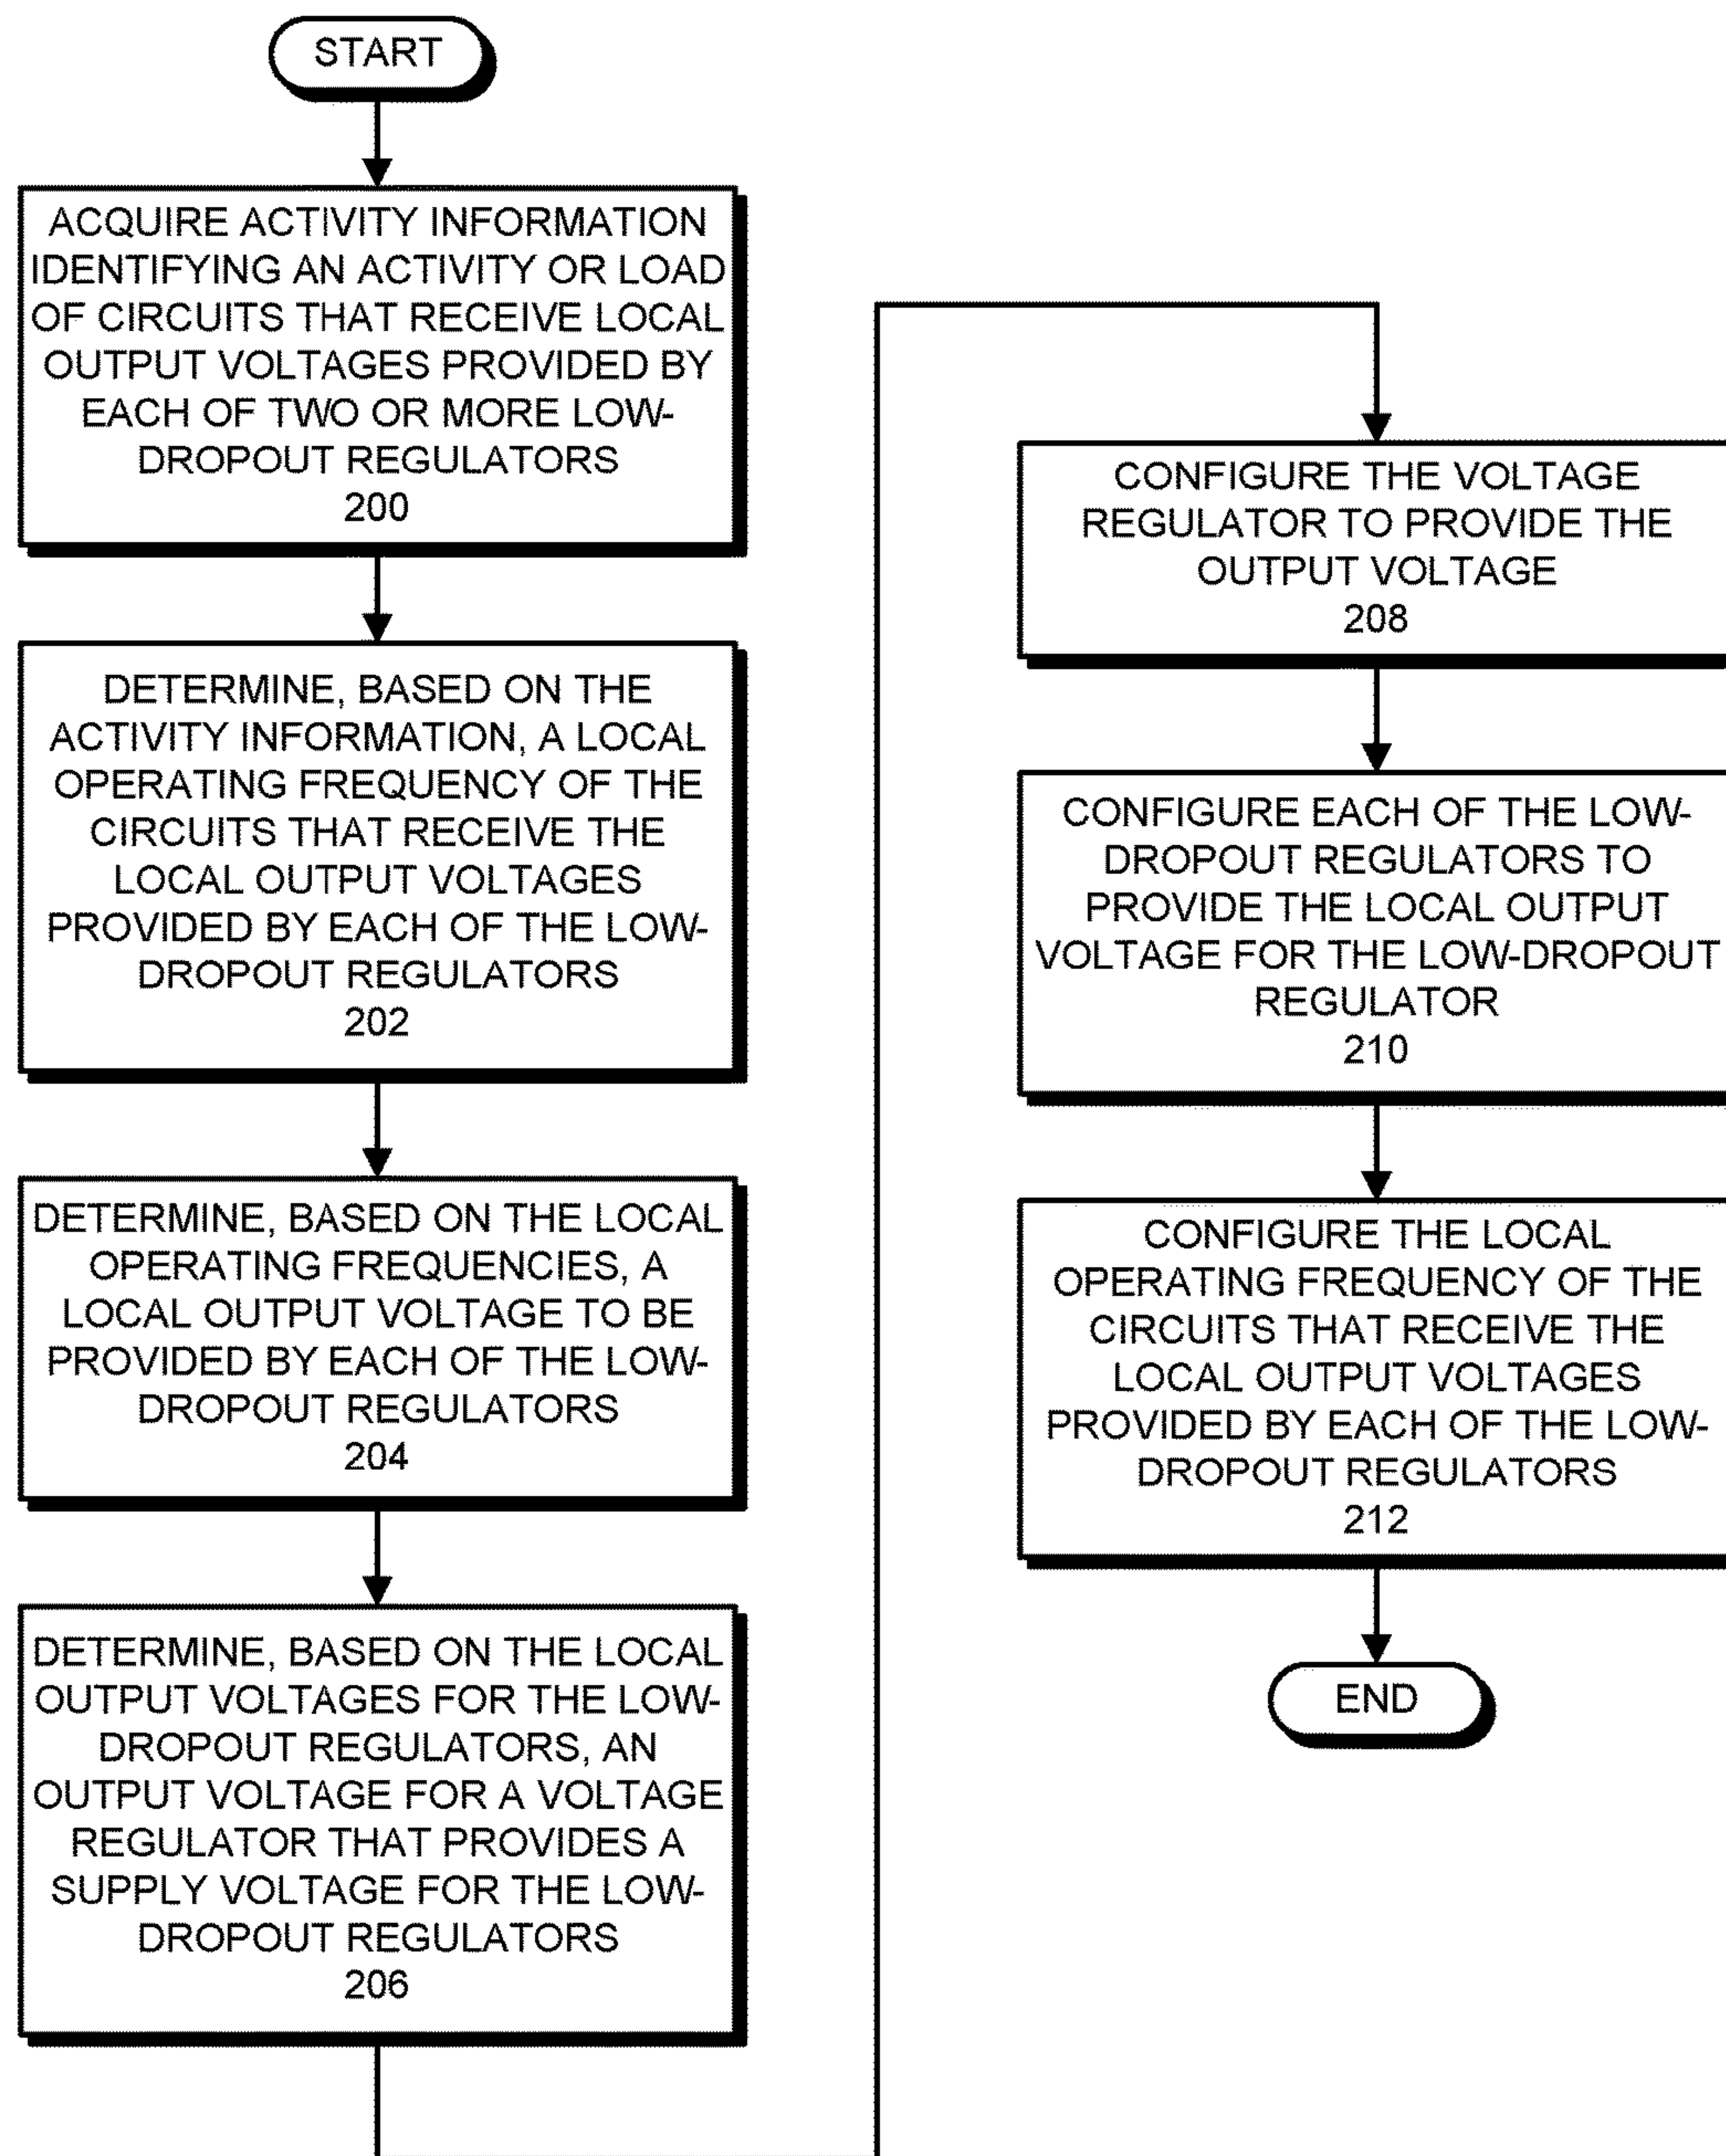 START
ACQUIRE ACTIVITY INFORMATION
IDENTIFYING AN ACTIVITY OR LOAD
OF CIRCUITS THAT RECEIVE LOCAL
OUTPUT VOLTAGES PROVIDED BY
EACH OF TWO OR MORE LOW-
DROPOUT REGULATORS
200
DETERMINE, BASED ON THE
ACTIVITY INFORMATION, A LOCAL
OPERATING FREQUENCY OF THE
CIRCUITS THAT RECEIVE THE
LOCAL OUTPUT VOLTAGES
PROVIDED BY EACH OF THE LOW-
DROPOUT REGULATORS
202
DETERMINE, BASED ON THE LOCAL
OPERATING FREQUENCIES, A
LOCAL OUTPUT VOLTAGE TO BE
PROVIDED BY EACH OF THE LOW-
DROPOUT REGULATORS
204
DETERMINE, BASED ON THE LOCAL
OUTPUT VOLTAGES FOR THE LOW-
DROPOUT REGULATORS, AN
OUTPUT VOLTAGE FOR A VOLTAGE
REGULATOR THAT PROVIDES A
SUPPLY VOLTAGE FOR THE LOW-
DROPOUT REGULATORS
206
CONFIGURE THE VOLTAGE
REGULATOR TO PROVIDE THE
OUTPUT VOLTAGE
208
CONFIGURE EACH OF THE LOW-
DROPOUT REGULATORS TO
PROVIDE THE LOCAL OUTPUT
VOLTAGE FOR THE LOW-DROPOUT
REGULATOR
210
CONFIGURE THE LOCAL
OPERATING FREQUENCY OF THE
CIRCUITS THAT RECEIVE THE
LOCAL OUTPUT VOLTAGES
PROVIDED BY EACH OF THE LOW-
DROPOUT REGULATORS
212
END